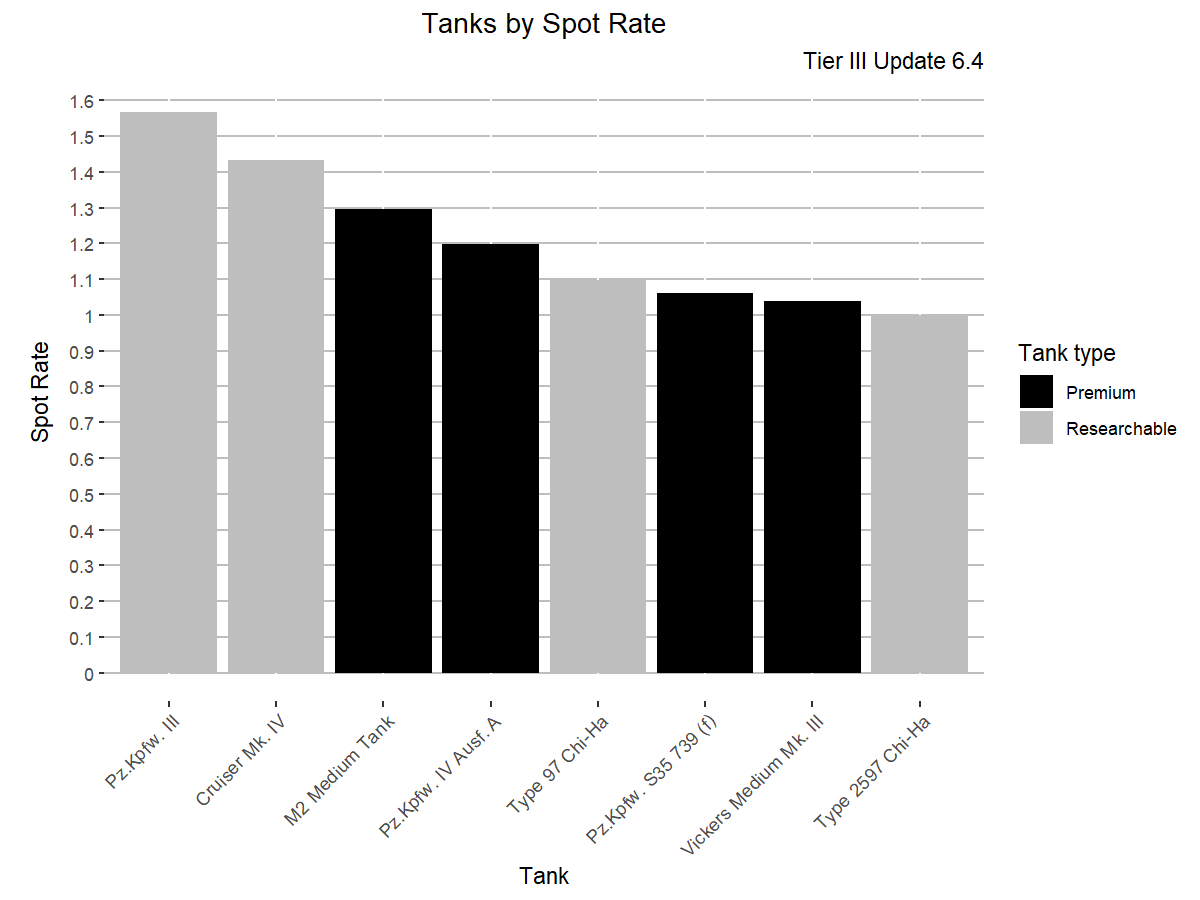 Tanks by Spot Rate
Tier III Update 6.4
Spot Rate
1.6
1.5
1.4
1.3
1.2
1.1
1
0.9
0.8
0.7
0.6
0.5
0.4
0.3
0.2
0.1
0
Pz.Kpfw. III
Cruiser Mk. IV
M2 Medium Tank
Pz.Kpfw. IV Ausf. A
Type 97 Chi-Ha
Pz.Kpfw. S35 739 (f)
Vickers Medium Mk. III
Type 2597 Chi-Ha
Tank
Tank type
Premium
Researchable